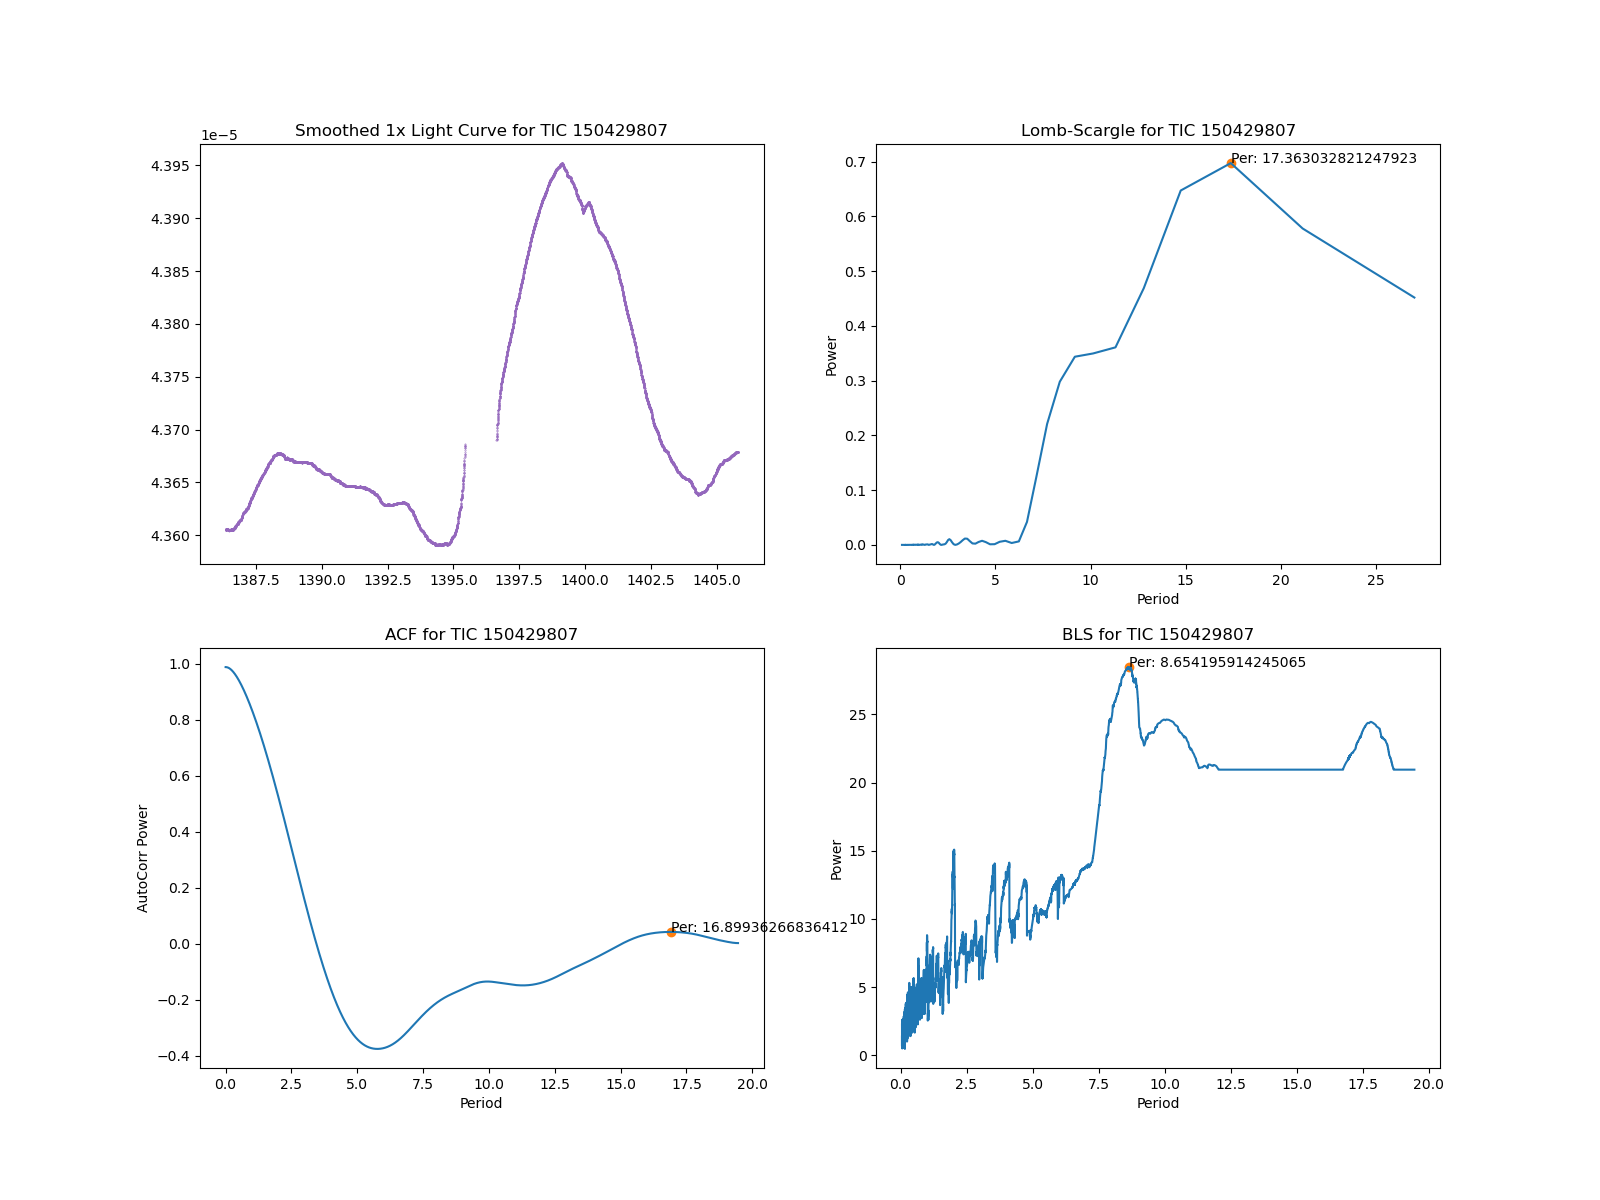 Smoothed 1x Light Curve for TIC 150429807
1e−5
4.395
4.390
4.385
4.380
4.375
4.370
4.365
4.360
1387.5 1390.0 1392.5 1395.0 1397.5 1400.0 1402.5 1405.0
Lomb-Scargle for TIC 150429807
Per: 17.363032821247923
0.7
0.6
0.5
0.4
0.3
0.2
0.1
0.0
Power
0 5 10 15 20 25
Period
ACF for TIC 150429807
1.0
0.8
0.6
0.4
0.2
0.0
−0.2
−0.4
AutoCorr Power
Per: 16.89936266836412
0.0 2.5 5.0 7.5 10.0 12.5 15.0 17.5 20.0
Period
BLS for TIC 150429807
Per: 8.654195914245065
25
20
15
10
5
0
Power
0.0 2.5 5.0 7.5 10.0 12.5 15.0 17.5 20.0
Period